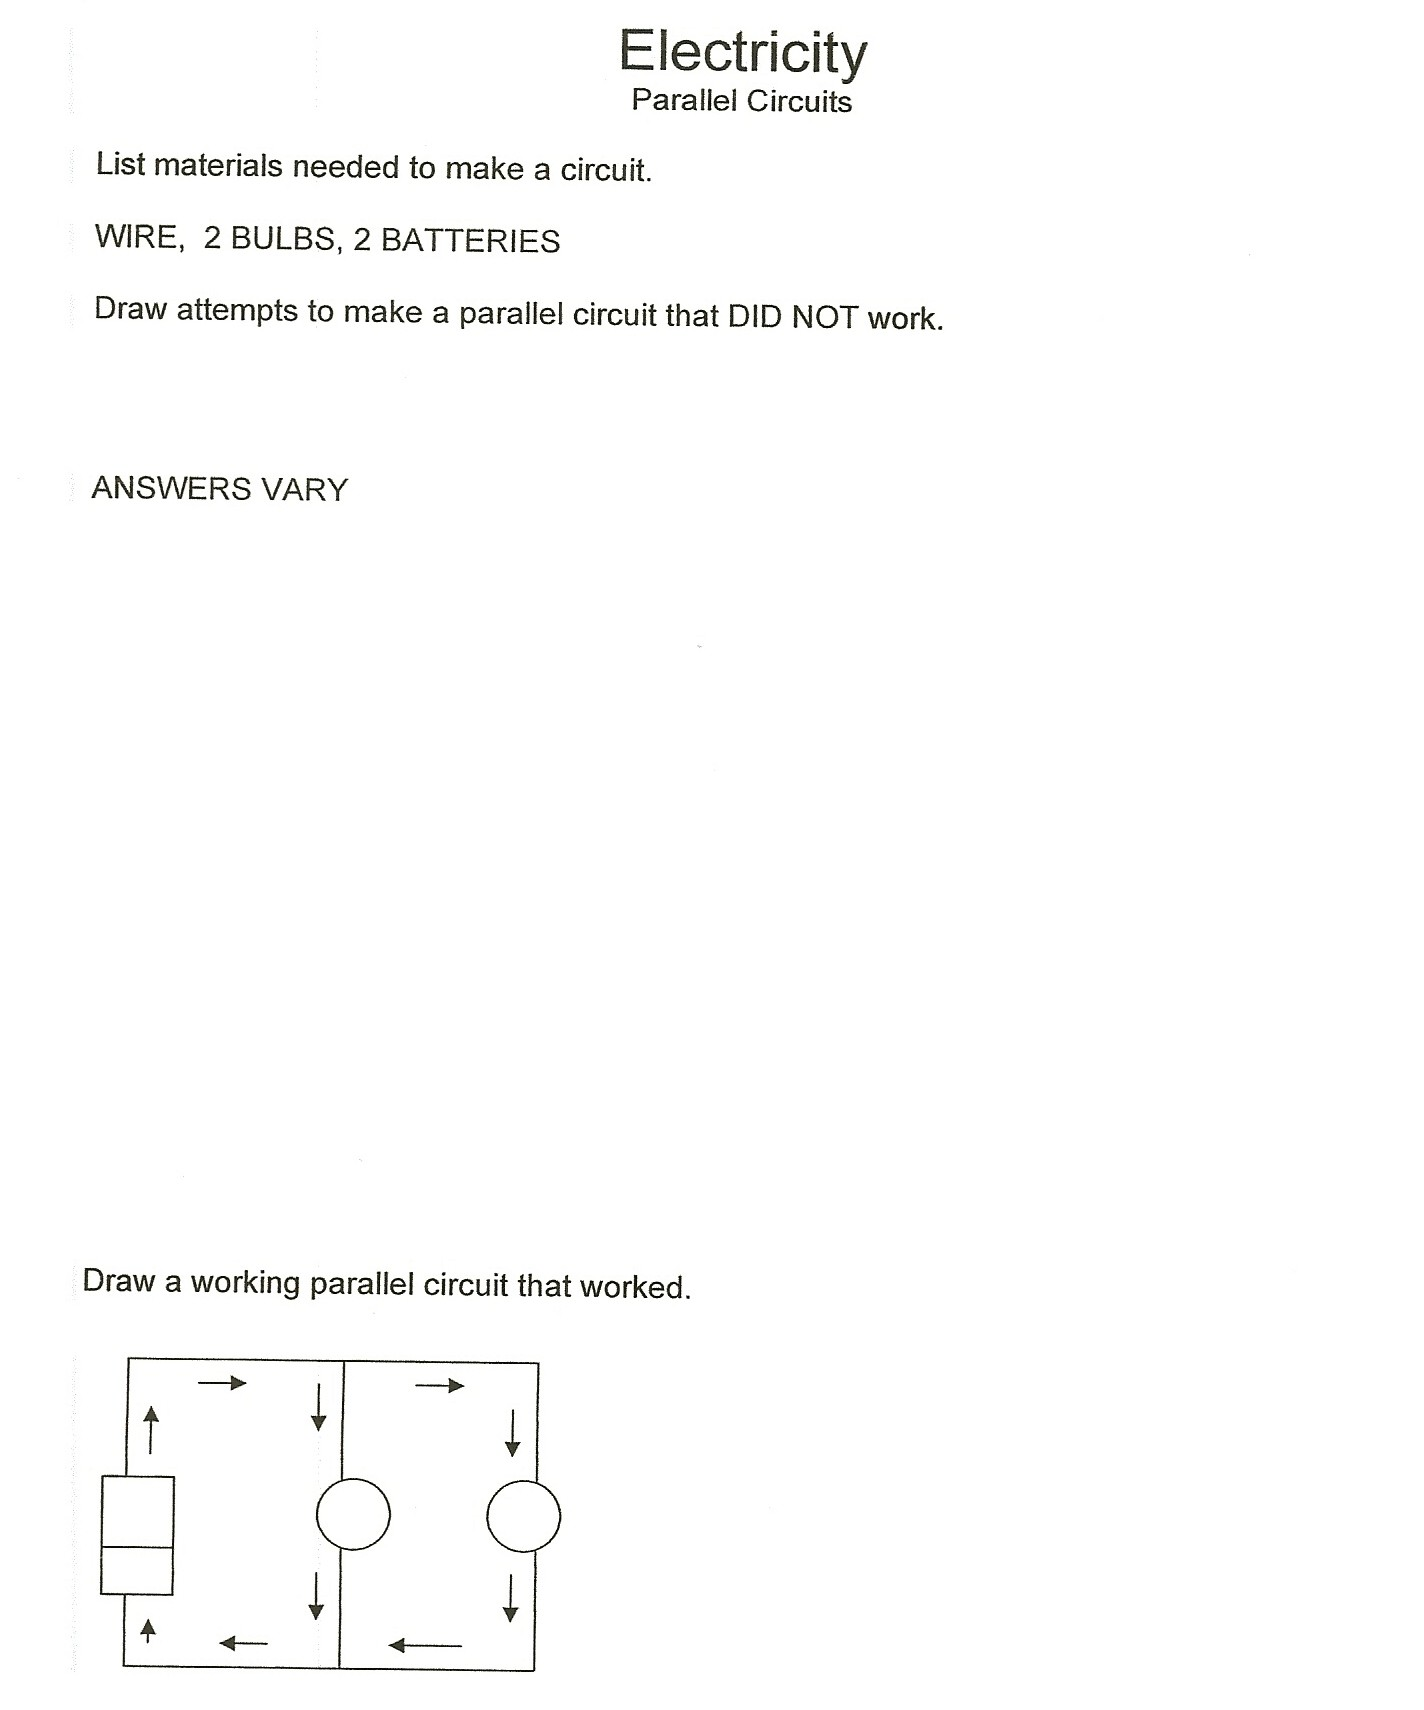 Electricity
Parallel Circuits
List materials needed to make a circuit.
WIRE, 2 BULBS, 2 BATTERIES
Draw attempts to make a parallel circuit that DID NOT work.
ANSWERS VARY
Draw a working parallel circuit that worked.